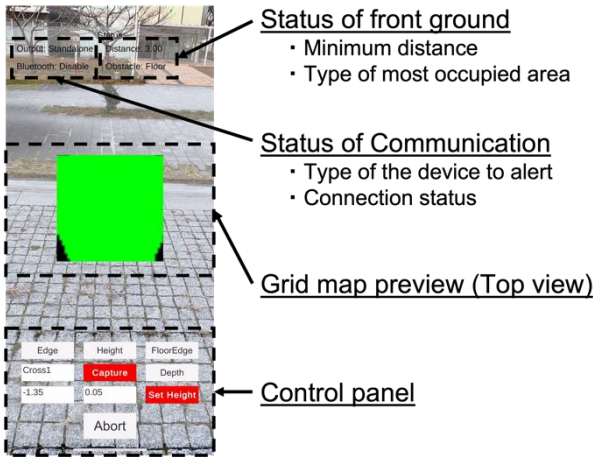 Status
Output: Standalone
Distance: 3.00
Bluetooth: Disable
Obstacle: Floor
Edge
Height
FloorEdge
Cross1
Capture
Depth
-1.35
0.05
Set Height
Abort
Status of front ground
・Minimum distance
・Type of most occupied area
Status of Communication
・Type of the device to alert
・Connection status
Grid map preview (Top view)
Control panel